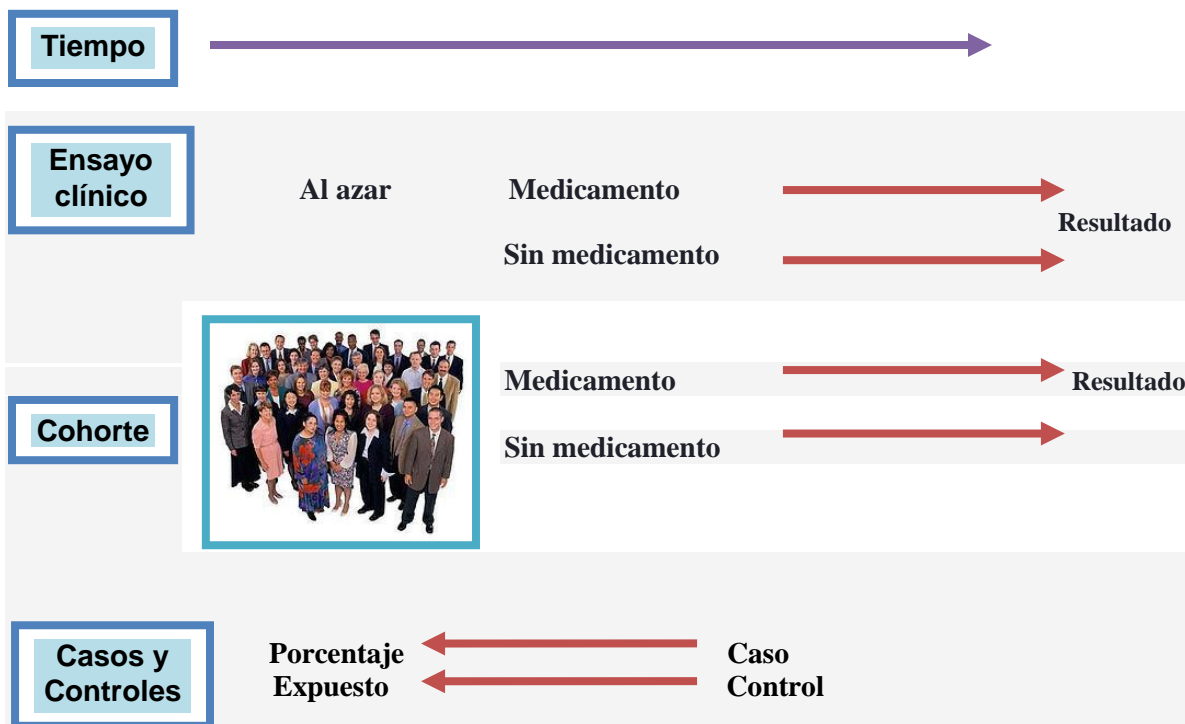 Tiempo
Ensayo
clínico
Al azar
Medicamento
Resultado
Sin medicamento
Cohorte
Medicamento
Resultado
Sin medicamento
Casos y
Controles
Porcentaje
Expuesto
Caso
Control